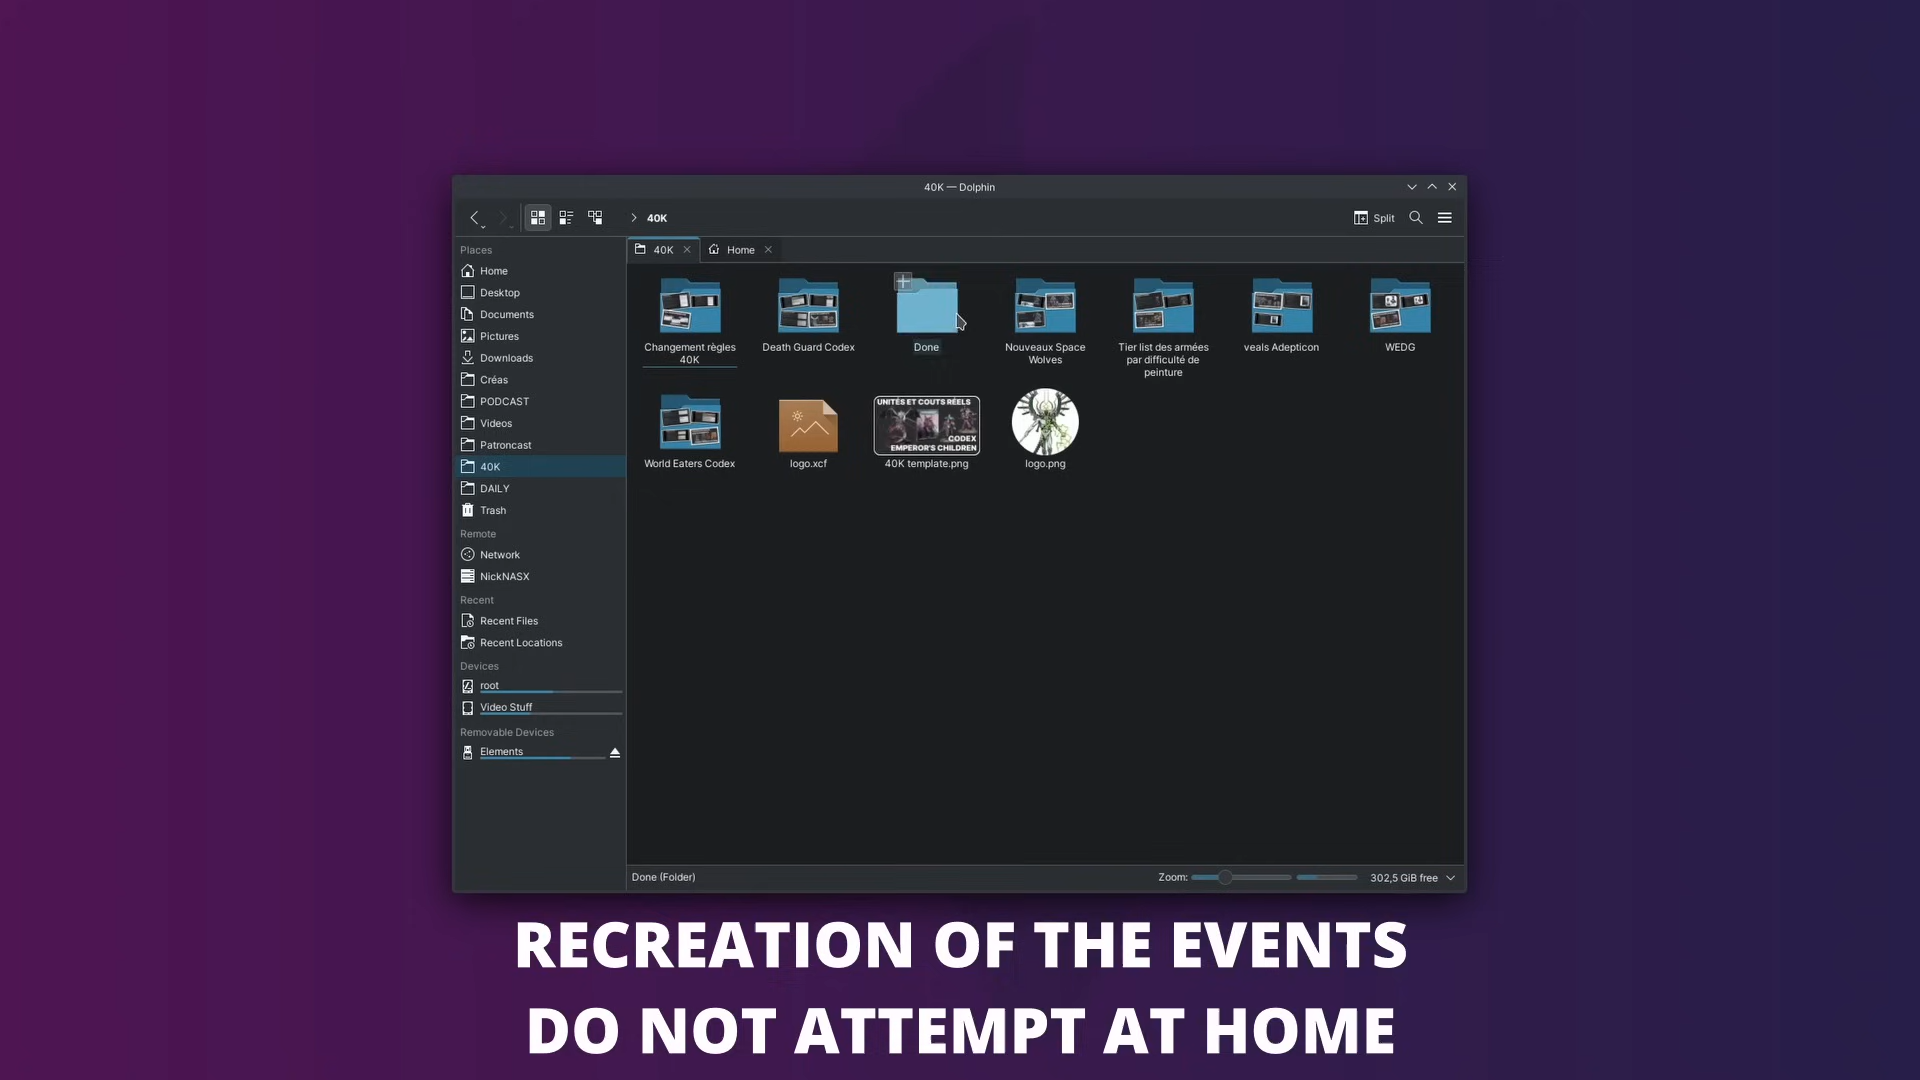 40K — Dolphin
40K
Split
Places
Home
Desktop
Documents
Pictures
Downloads
Créas
PODCAST
Videos
Patroncast
40K
DAILY
Trash
Remote
Network
NickNASX
Recent
Recent Files
Recent Locations
Devices
root
Video Stuff
Removable Devices
Elements
40K
Home
Changement règles
40K
Death Guard Codex
Done
Nouveaux Space
Wolves
Tier list des armées
par difficulté de
peinture
veals Adepticon
WEDG
World Eaters Codex
logo.xcf
UNITÉS ET COUTS RÉELS
CODEX
EMPEROR'S CHILDREN
40K template.png
logo.png
Done (Folder)
Zoom:
302,5 GiB free
RECREATION OF THE EVENTS
DO NOT ATTEMPT AT HOME